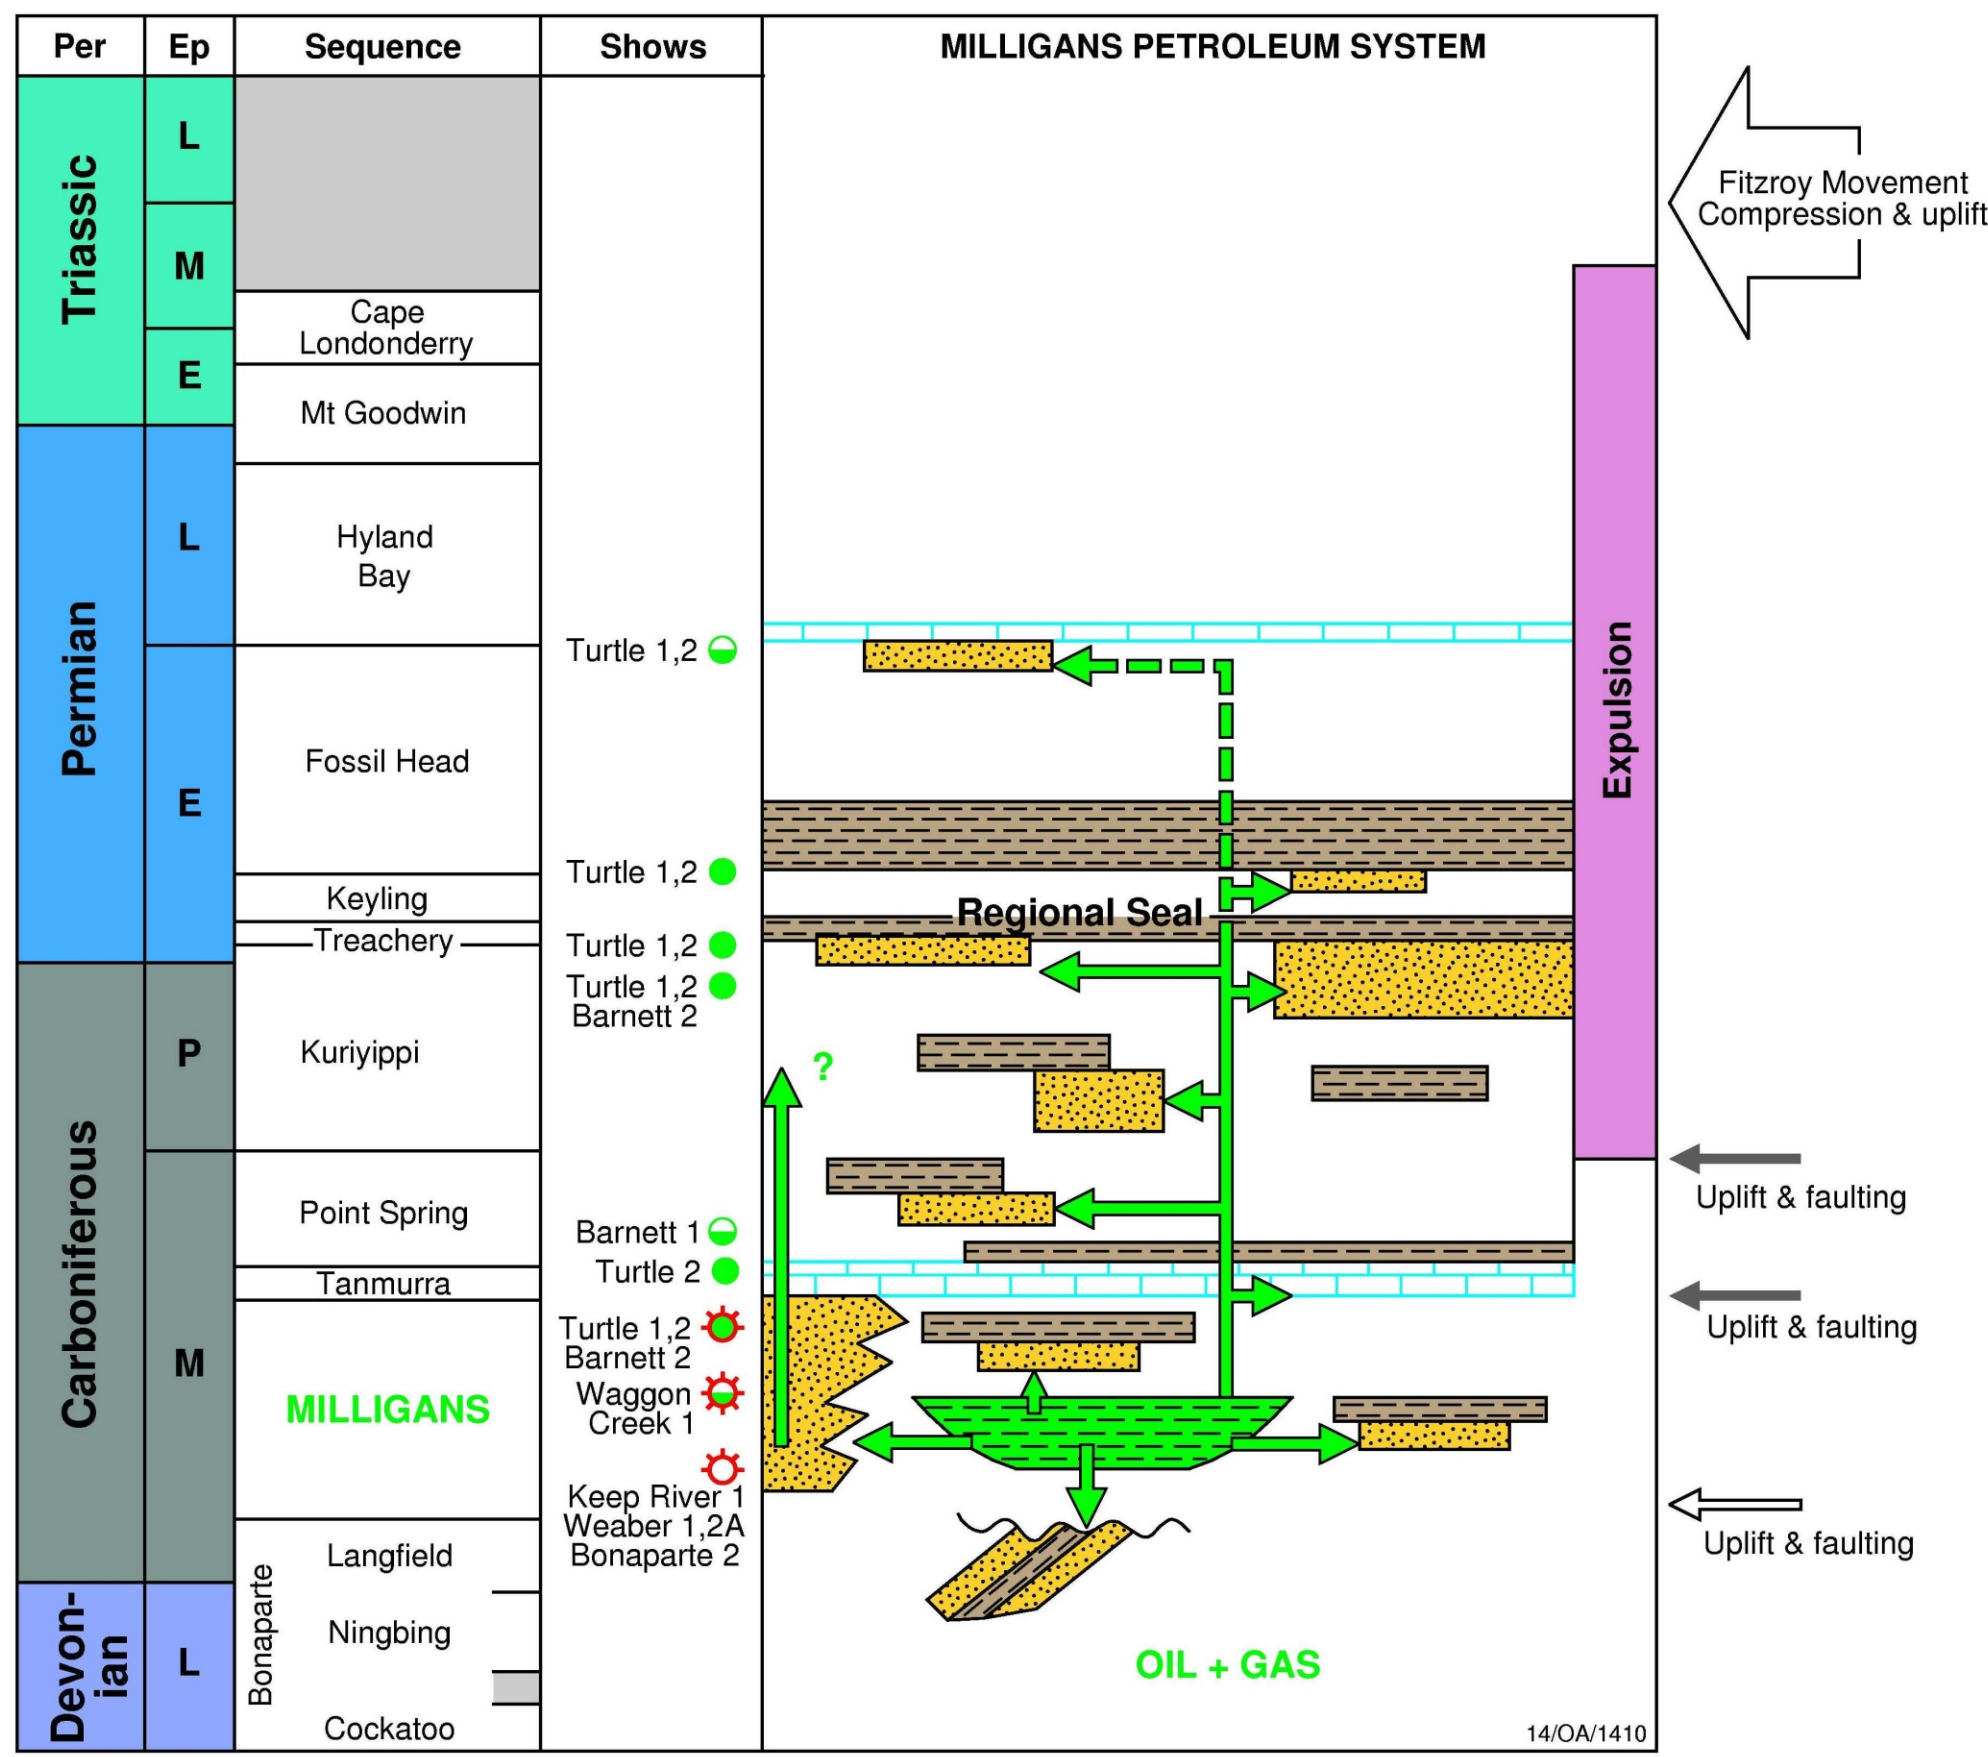 Per
Ep
Sequence
Shows
MILLIGANS PETROLEUM SYSTEM
Triassic
L
M
E
Permian
L
E
Carboniferous
P
M
Devon-
ian
L
Cape
Londonderry
Mt Goodwin
Hyland
Bay
Fossil Head
Keyling
Treachery
Kuriyippi
Point Spring
Tanmurra
MILLIGANS
Bonaparte
Langfield
Ningbing
Cockatoo
Turtle 1,2
Turtle 1,2
Turtle 1,2
Turtle 1,2
Barnett 2
Barnett 1
Turtle 2
Turtle 1,2
Barnett 2
Waggon
Creek 1
Keep River 1
Weaber 1,2A
Bonaparte 2
Regional Seal
?
OIL + GAS
14/OA/1410
Expulsion
Fitzroy Movement
Compression & uplift
Uplift & faulting
Uplift & faulting
Uplift & faulting